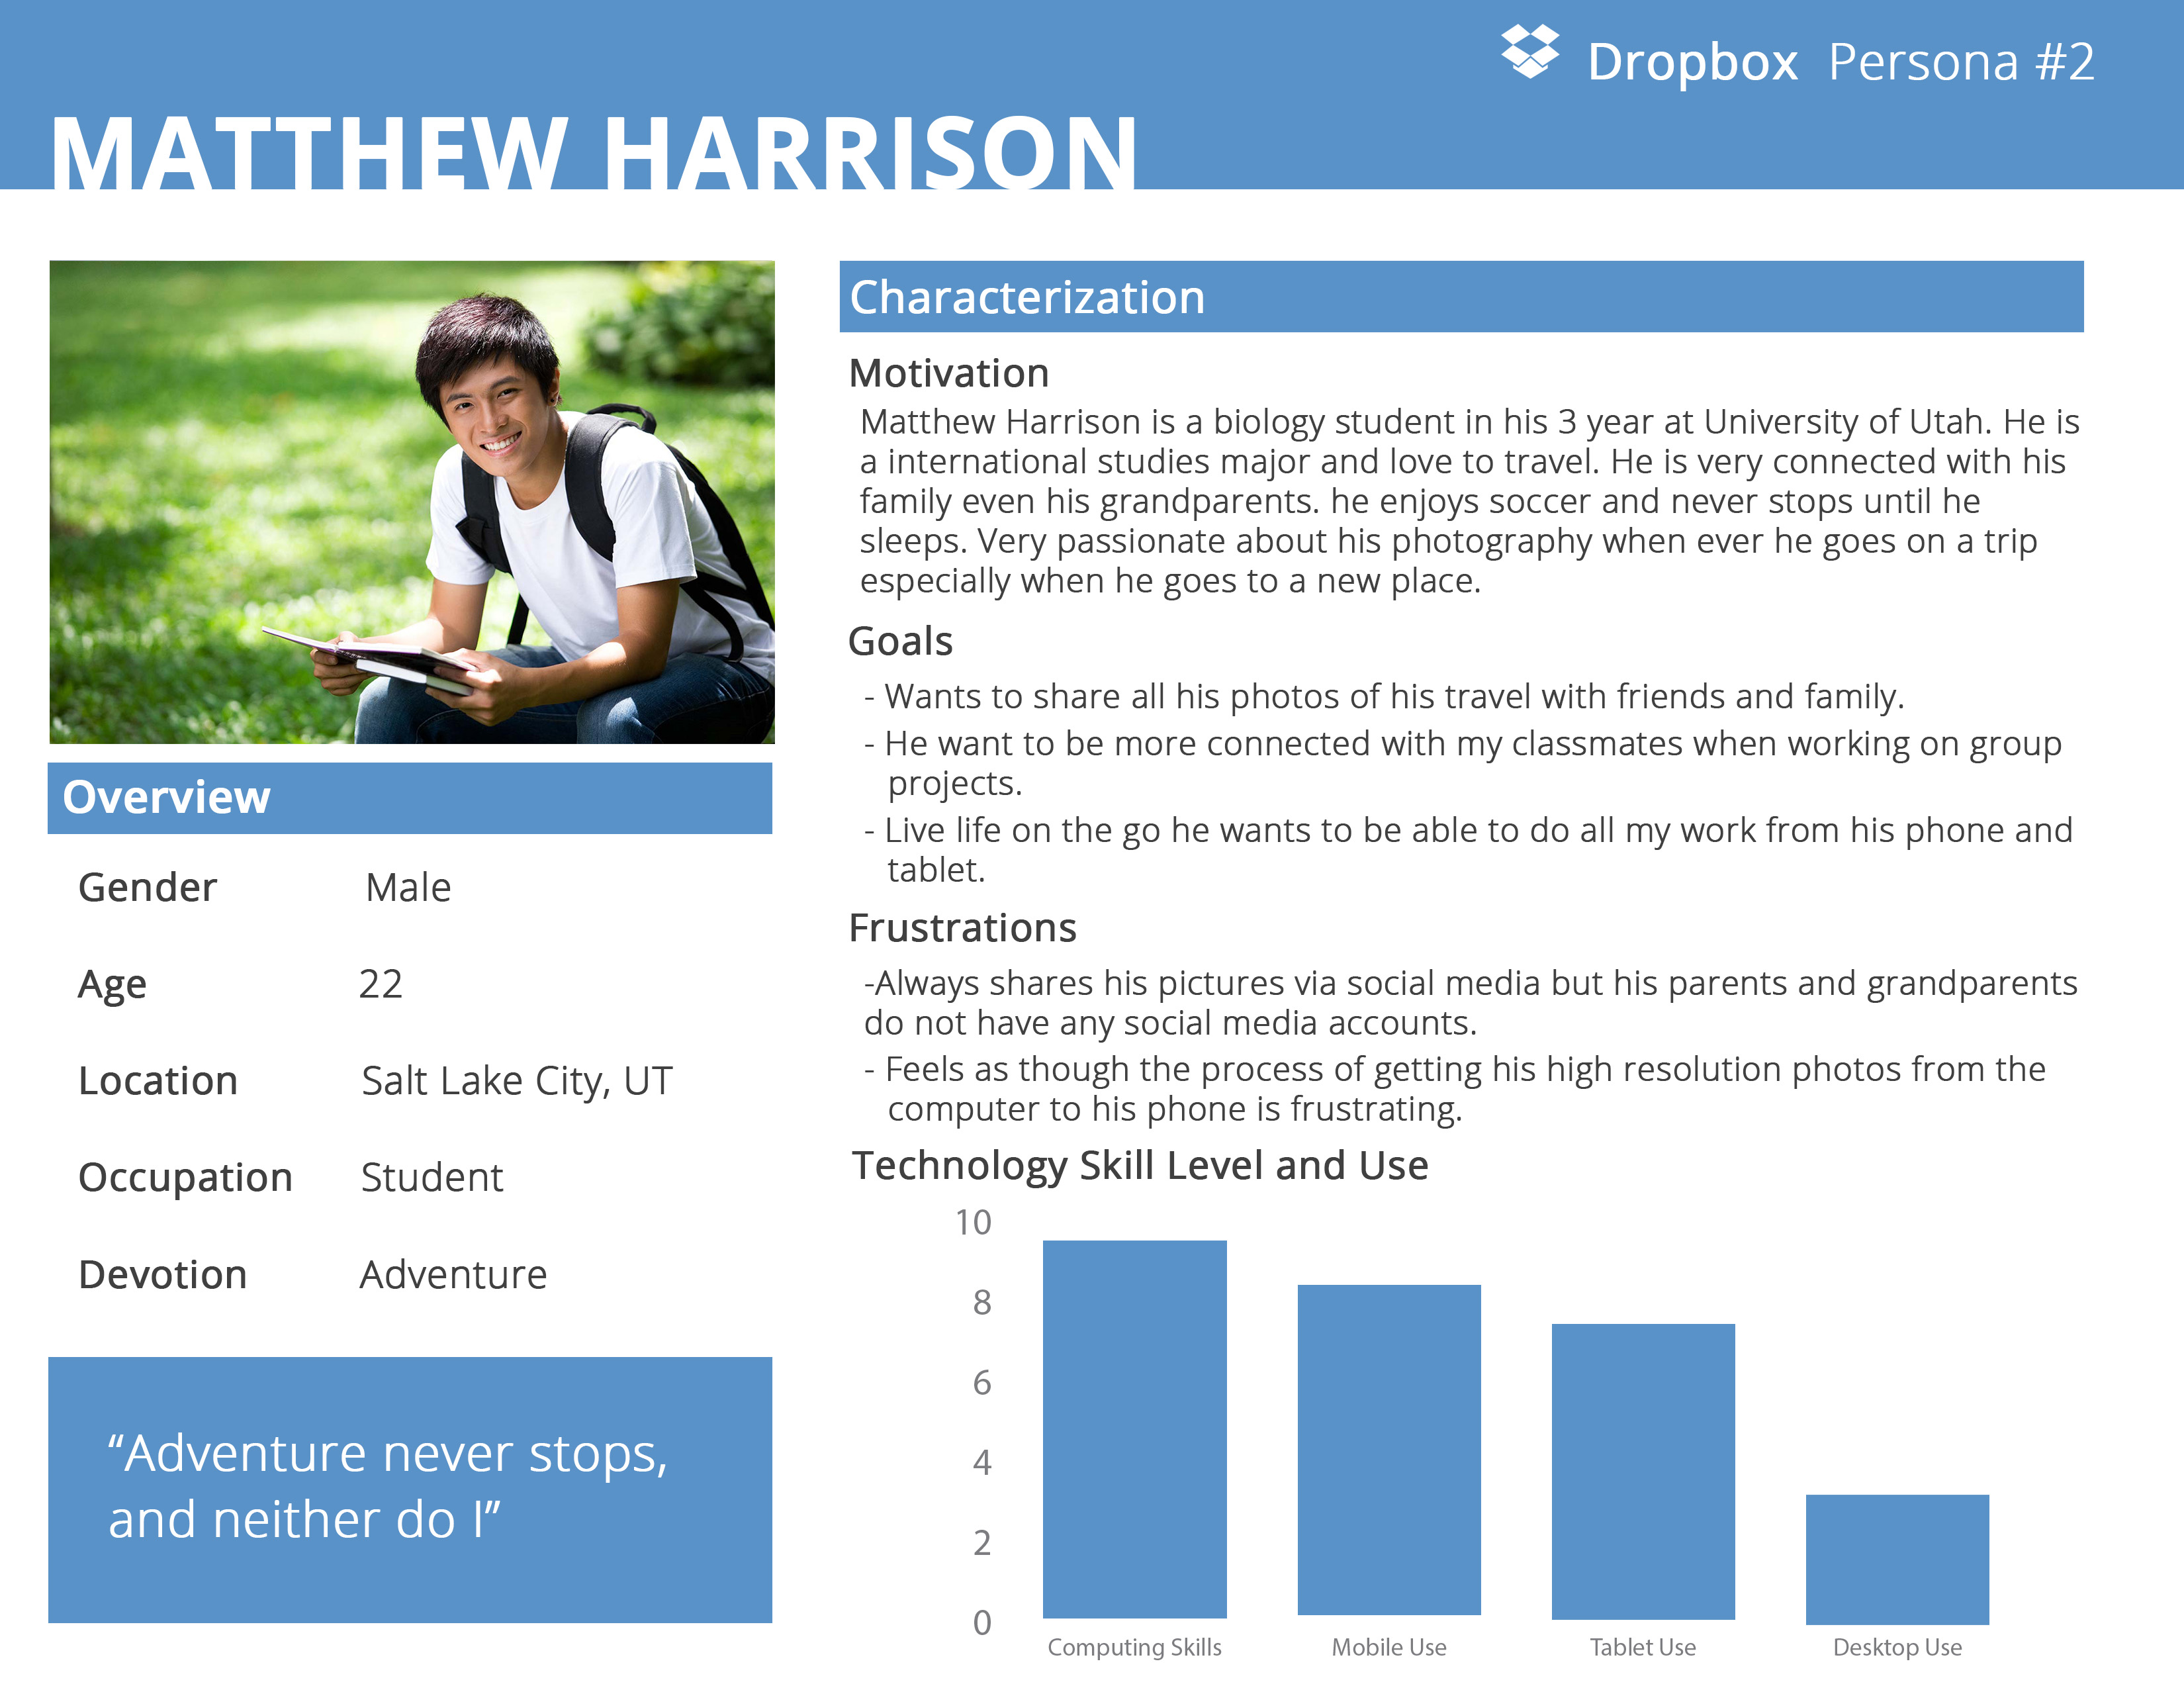 Dropbox Persona #2
MATTHEW HARRISON
Overview
Gender Male
Age 22
Location Salt Lake City, UT
Occupation Student
Devotion Adventure
“Adventure never stops,
and neither do I”
Characterization
Motivation
Matthew Harrison is a biology student in his 3 year at University of Utah. He is
a international studies major and love to travel. He is very connected with his
family even his grandparents. he enjoys soccer and never stops until he
sleeps. Very passionate about his photography when ever he goes on a trip
especially when he goes to a new place.
Goals
- Wants to share all his photos of his travel with friends and family.
- He want to be more connected with my classmates when working on group
projects.
- Live life on the go he wants to be able to do all my work from his phone and
tablet.
Frustrations
-Always shares his pictures via social media but his parents and grandparents
do not have any social media accounts.
- Feels as though the process of getting his high resolution photos from the
computer to his phone is frustrating.
Technology Skill Level and Use
10
8
6
4
2
0
Computing Skills Mobile Use Tablet Use Desktop Use